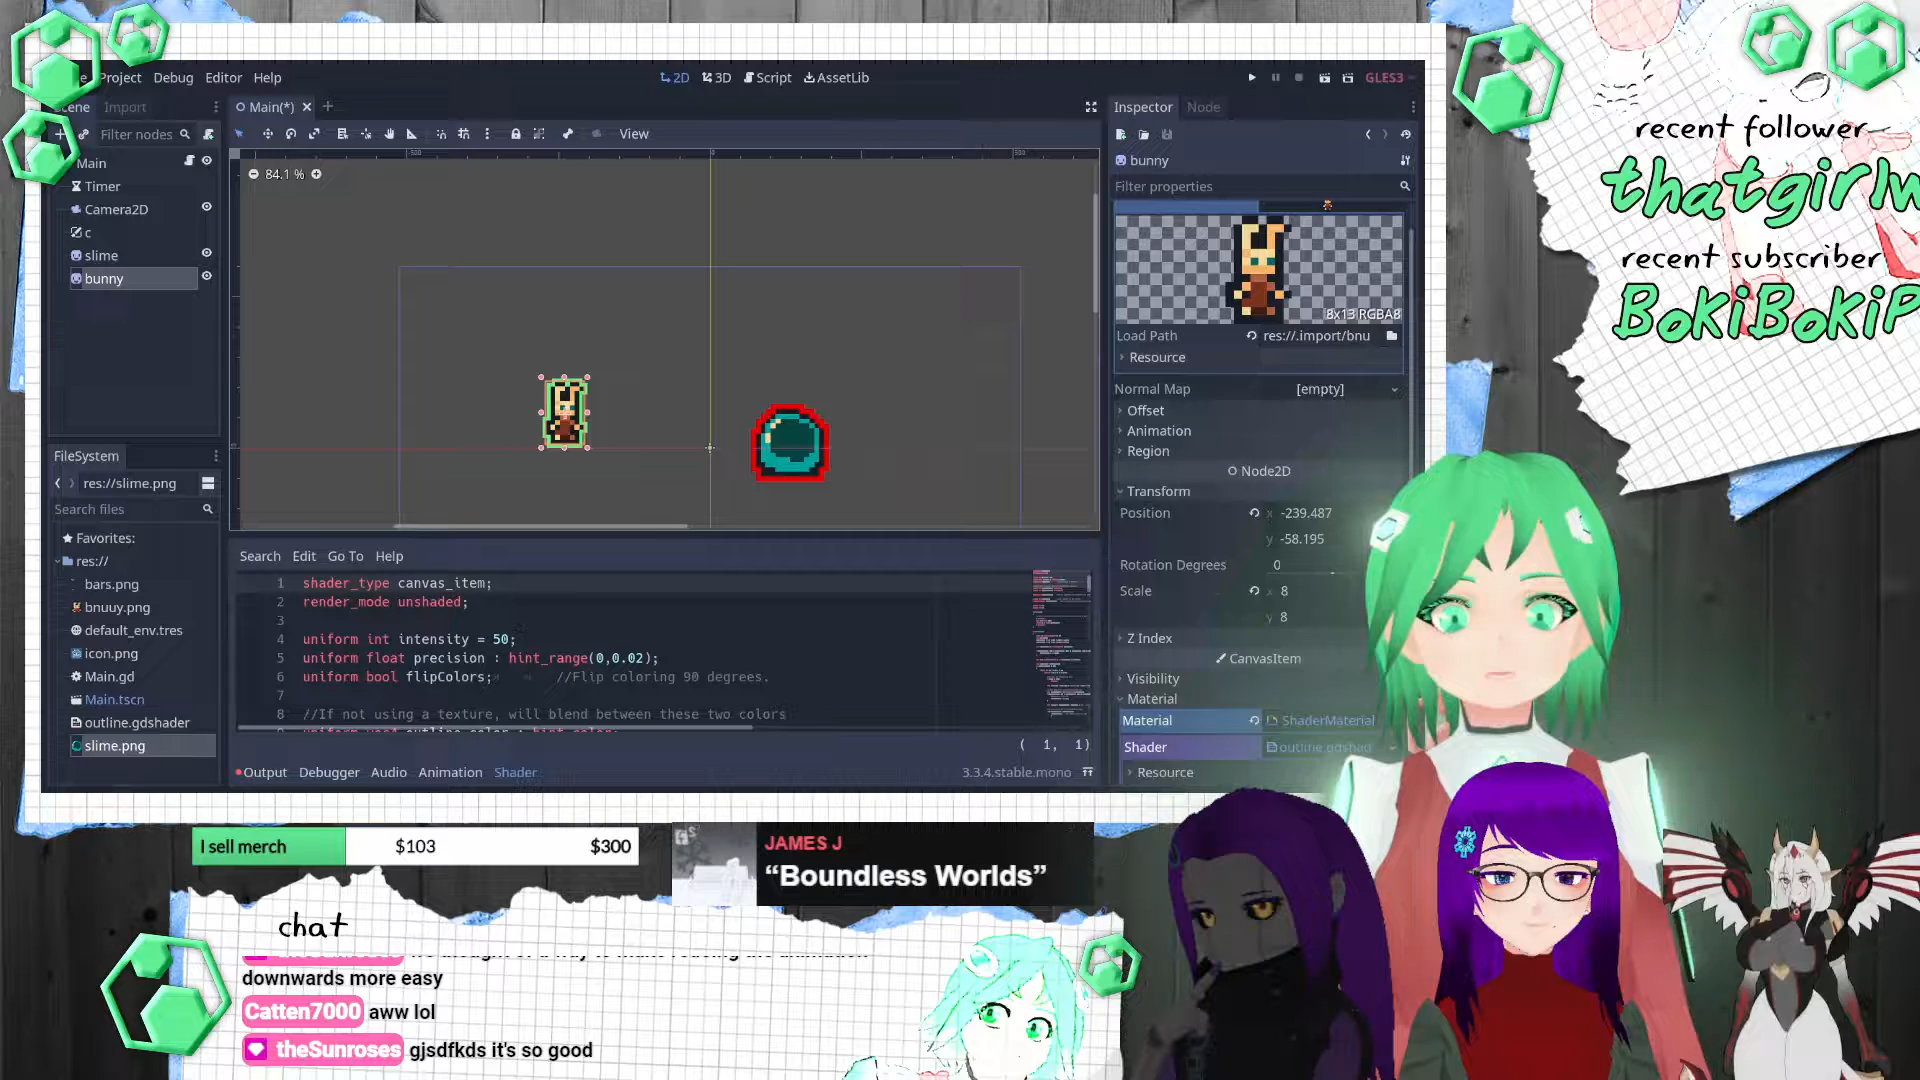 Project Debug Editor Help
2D 3D Script AssetLib
GLES3
Scene Import
Main(*)
Inspector Node
Filter nodes
View
Main
Timer
Camera2D
c
slime
bunny
84.1 %
bunny
Filter properties
8x13 RGBA8
Load Path res://.import/bnu
Resource
Normal Map [empty]
Offset
Animation
Region
Node2D
Transform
Position x -239.487
y -58.195
Rotation Degrees 0
Scale x 8
y 8
Z Index
CanvasItem
Visibility
Material
Material ShaderMaterial
Shader outline.gdshad
Resource
FileSystem
res://slime.png
Search files
Favorites:
res://
bars.png
bnuuy.png
default_env.tres
icon.png
Main.gd
Main.tscn
outline.gdshader
slime.png
Search Edit Go To Help
1 shader_type canvas_item;
2 render_mode unshaded;
3
4 uniform int intensity = 50;
5 uniform float precision : hint_range(0,0.02);
6 uniform bool flipColors; //Flip coloring 90 degrees.
7
8 //If not using a texture, will blend between these two colors
( 1, 1)
Output Debugger Audio Animation Shader
3.3.4.stable.mono
recent follower
thatgirlw
recent subscriber
BokiBokiP
I sell merch $103 $300
JAMES J
“Boundless Worlds”
chat
downwards more easy
Catten7000 aww lol
theSunroses gjsdfkds it's so good